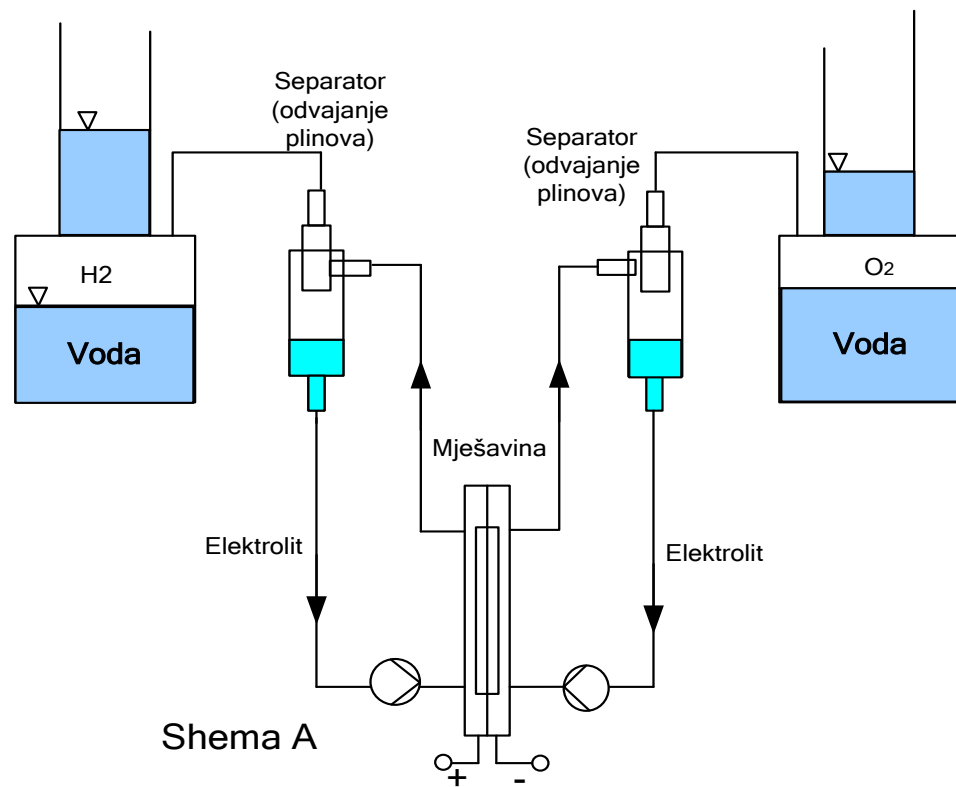 Separator
(odvajanje
plinova)
Separator
(odvajanje
plinova)
H2
O2
Voda
Voda
Mješavina
Elektrolit
Elektrolit
Shema A
+ -